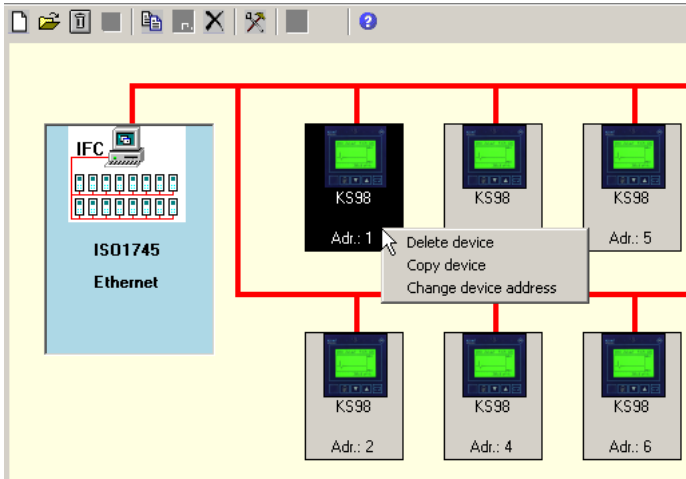 IFC
ISO1745
Ethernet
KS98
Adr.: 1
KS98
KS98
Adr.: 5
Delete device
Copy device
Change device address
KS98
Adr.: 2
KS98
Adr.: 4
KS98
Adr.: 6